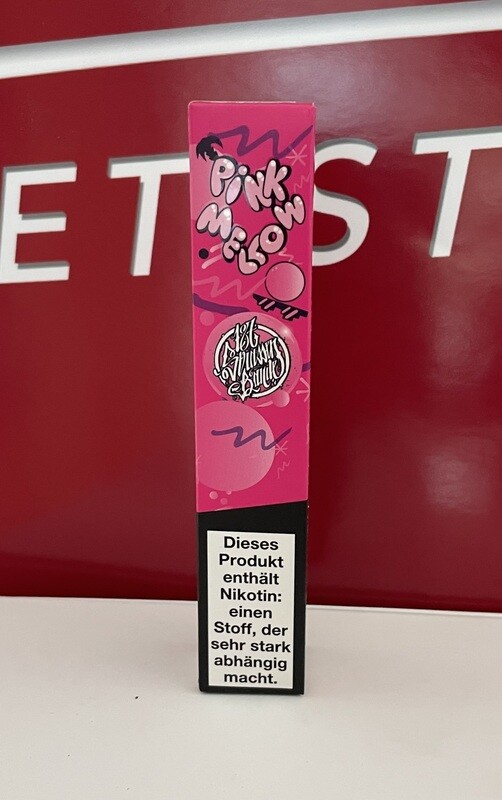 ET-ST
PiNK
MELLOW
187
Strassen
Bande
Dieses
Produkt
enthält
Nikotin:
einen
Stoff, der
sehr stark
abhängig
macht.